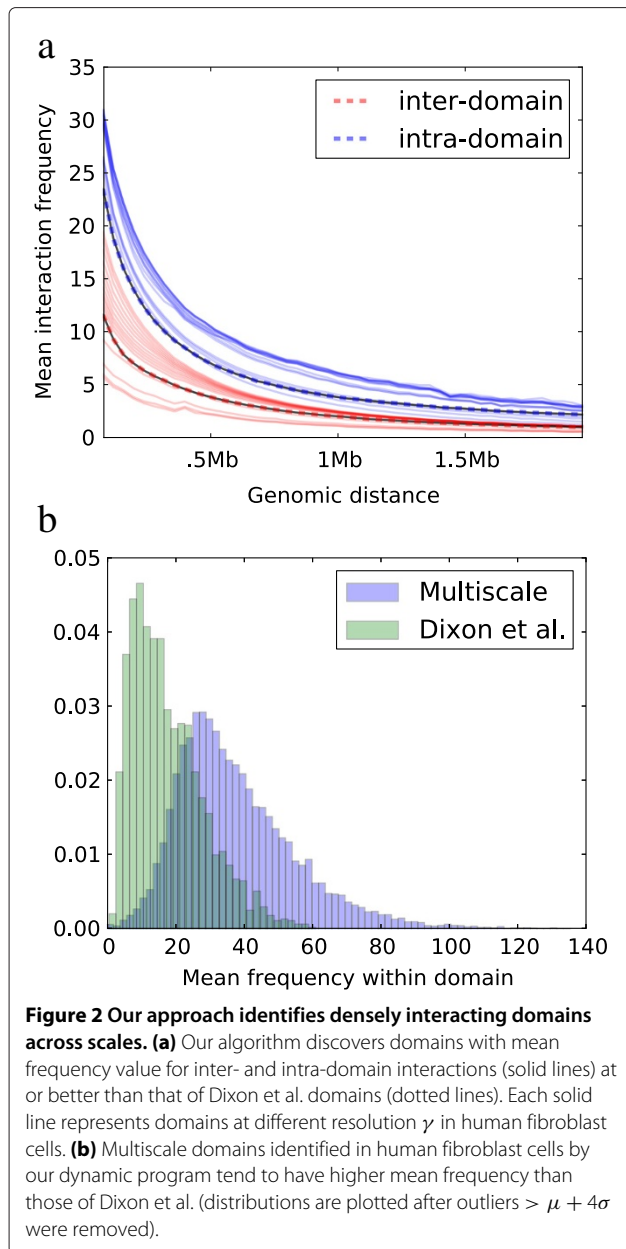 a
35
30
25
20
15
10
5
0
Mean interaction frequency
inter-domain
intra-domain
.5Mb 1Mb 1.5Mb
Genomic distance
b
0.05
0.04
0.03
0.02
0.01
0.00
Multiscale
Dixon et al.
0 20 40 60 80 100 120 140
Mean frequency within domain
Figure 2 Our approach identifies densely interacting domains
across scales. (a) Our algorithm discovers domains with mean
frequency value for inter- and intra-domain interactions (solid lines) at
or better than that of Dixon et al. domains (dotted lines). Each solid
line represents domains at different resolution γ in human fibroblast
cells. (b) Multiscale domains identified in human fibroblast cells by
our dynamic program tend to have higher mean frequency than
those of Dixon et al. (distributions are plotted after outliers > μ + 4σ
were removed).